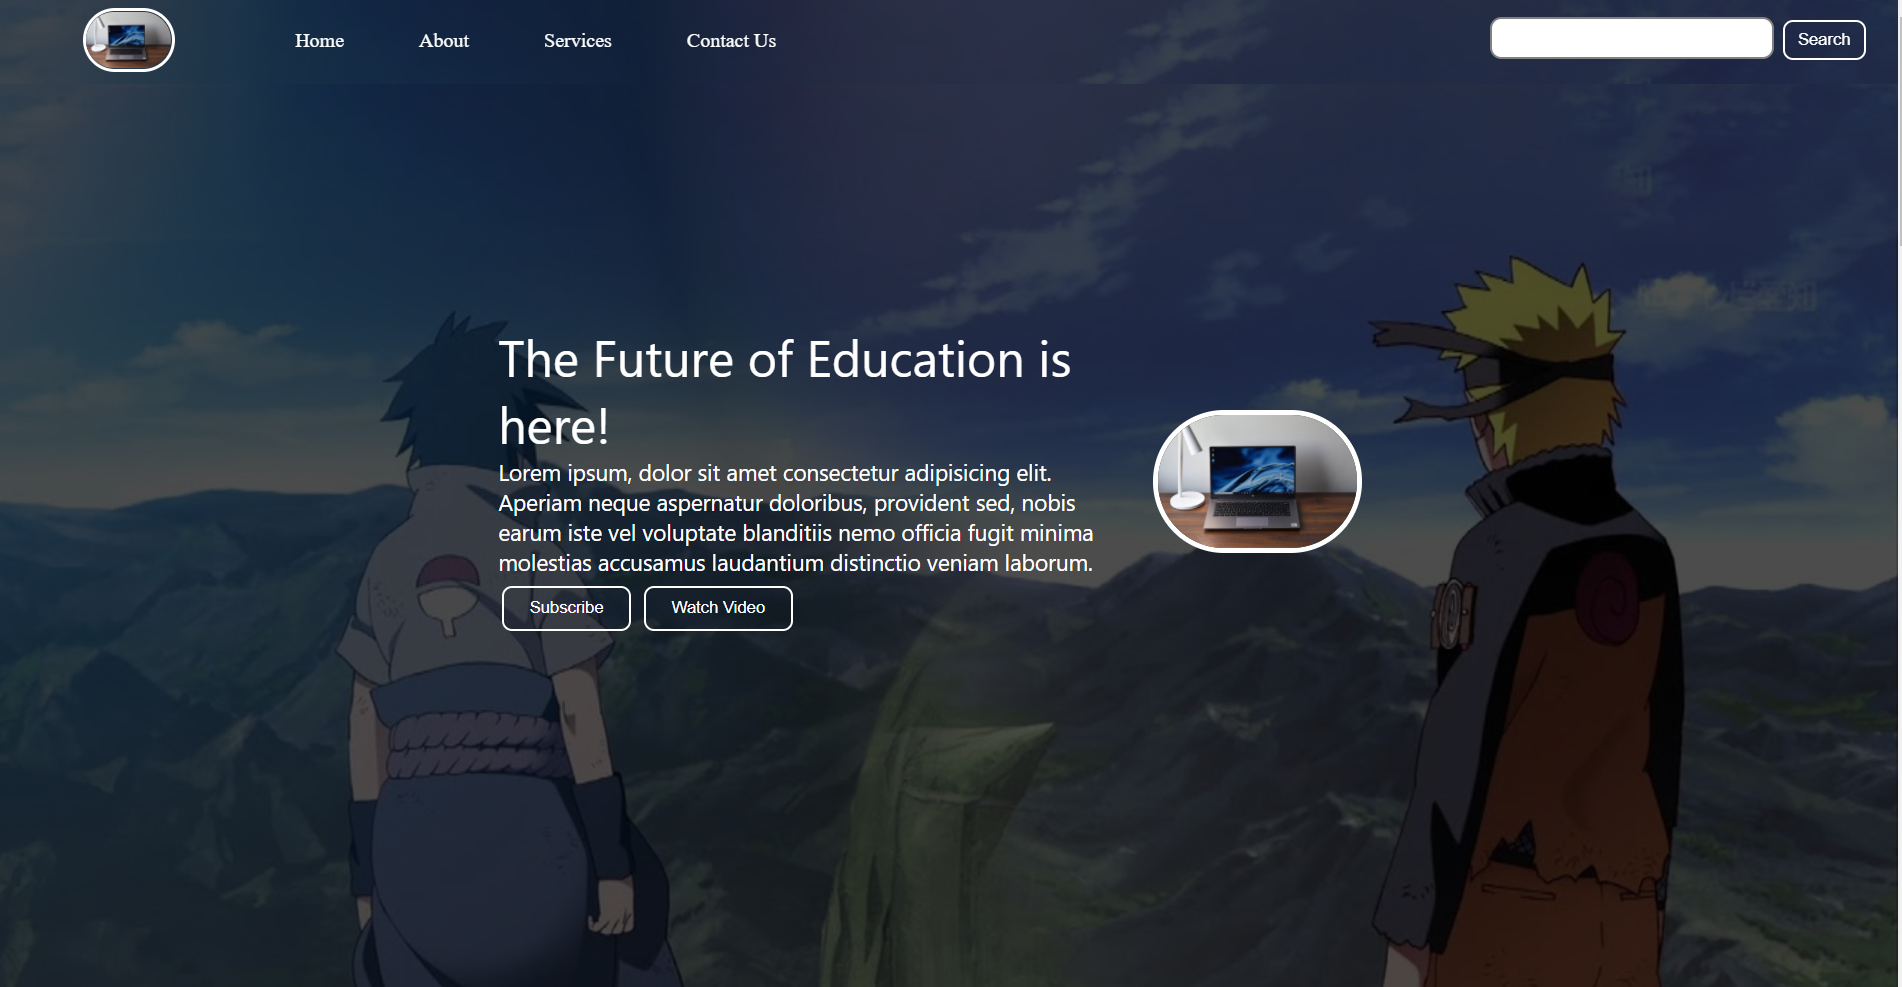 Home About Services Contact Us Search
The Future of Education is
here!
Lorem ipsum, dolor sit amet consectetur adipisicing elit.
Aperiam neque aspernatur doloribus, provident sed, nobis
earum iste vel voluptate blanditiis nemo officia fugit minima
molestias accusamus laudantium distinctio veniam laborum.
Subscribe Watch Video